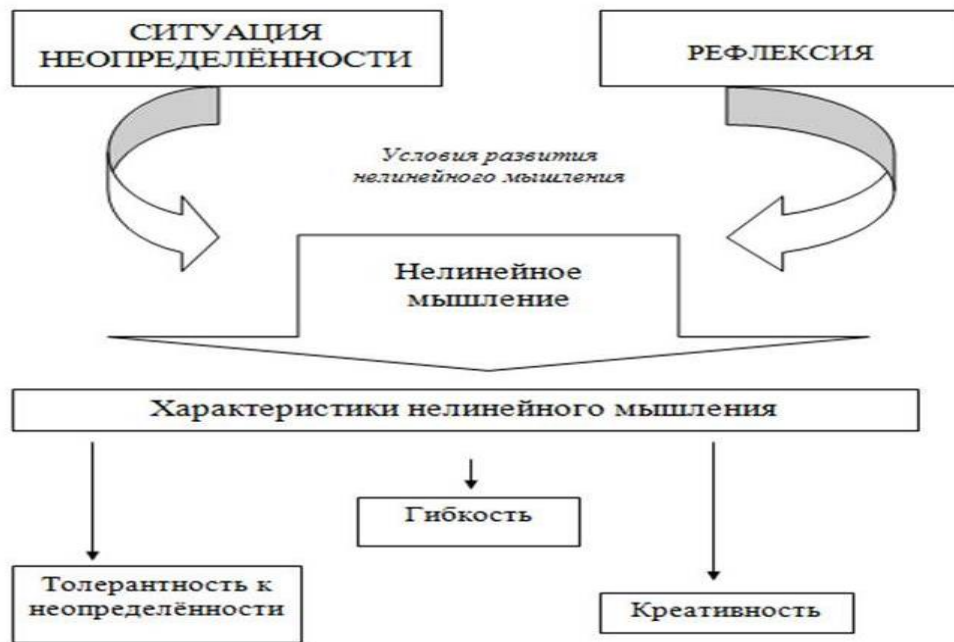 СИТУАЦИЯ
НЕОПРЕДЕЛЁННОСТИ
РЕФЛЕКСИЯ
Условия развития
нелинейного мышления
Нелинейное
мышление
Характеристики нелинейного мышления
Гибкость
Толерантность к
неопределённости
Креативность